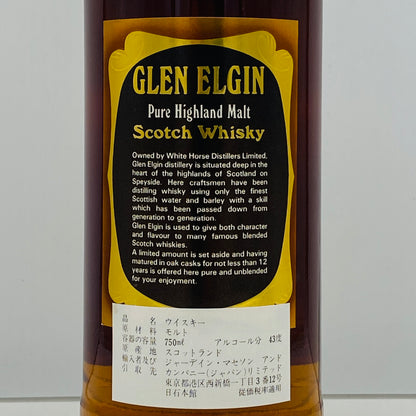 GLEN ELGIN
Pure Highland Malt
Scotch Whisky
Owned by White Horse Distillers Limited,
Glen Elgin distillery is situated deep in the
heart of the highlands of Scotland on
Speyside. Here craftsmen have been
distilling whisky using only the finest
Scottish water and barley with a skill
which has been passed down from
generation to generation.
Glen Elgin is used to give both character
and flavour to many famous blended
Scotch whiskies.
A limited amount is set aside and having
matured in oak casks for not less than 12
years is offered here pure and unblended
for your enjoyment.
品名 ウイスキー
原材料 モルト
容器の容量 750ml アルコール分 43度
原産地 スコットランド
輸入者及び ジャーデイン・マセソン アンド
引取先 カンパニー(ジャパン)リミテッド
東京都港区西新橋一丁目3番12号
日石本館 従価税率適用